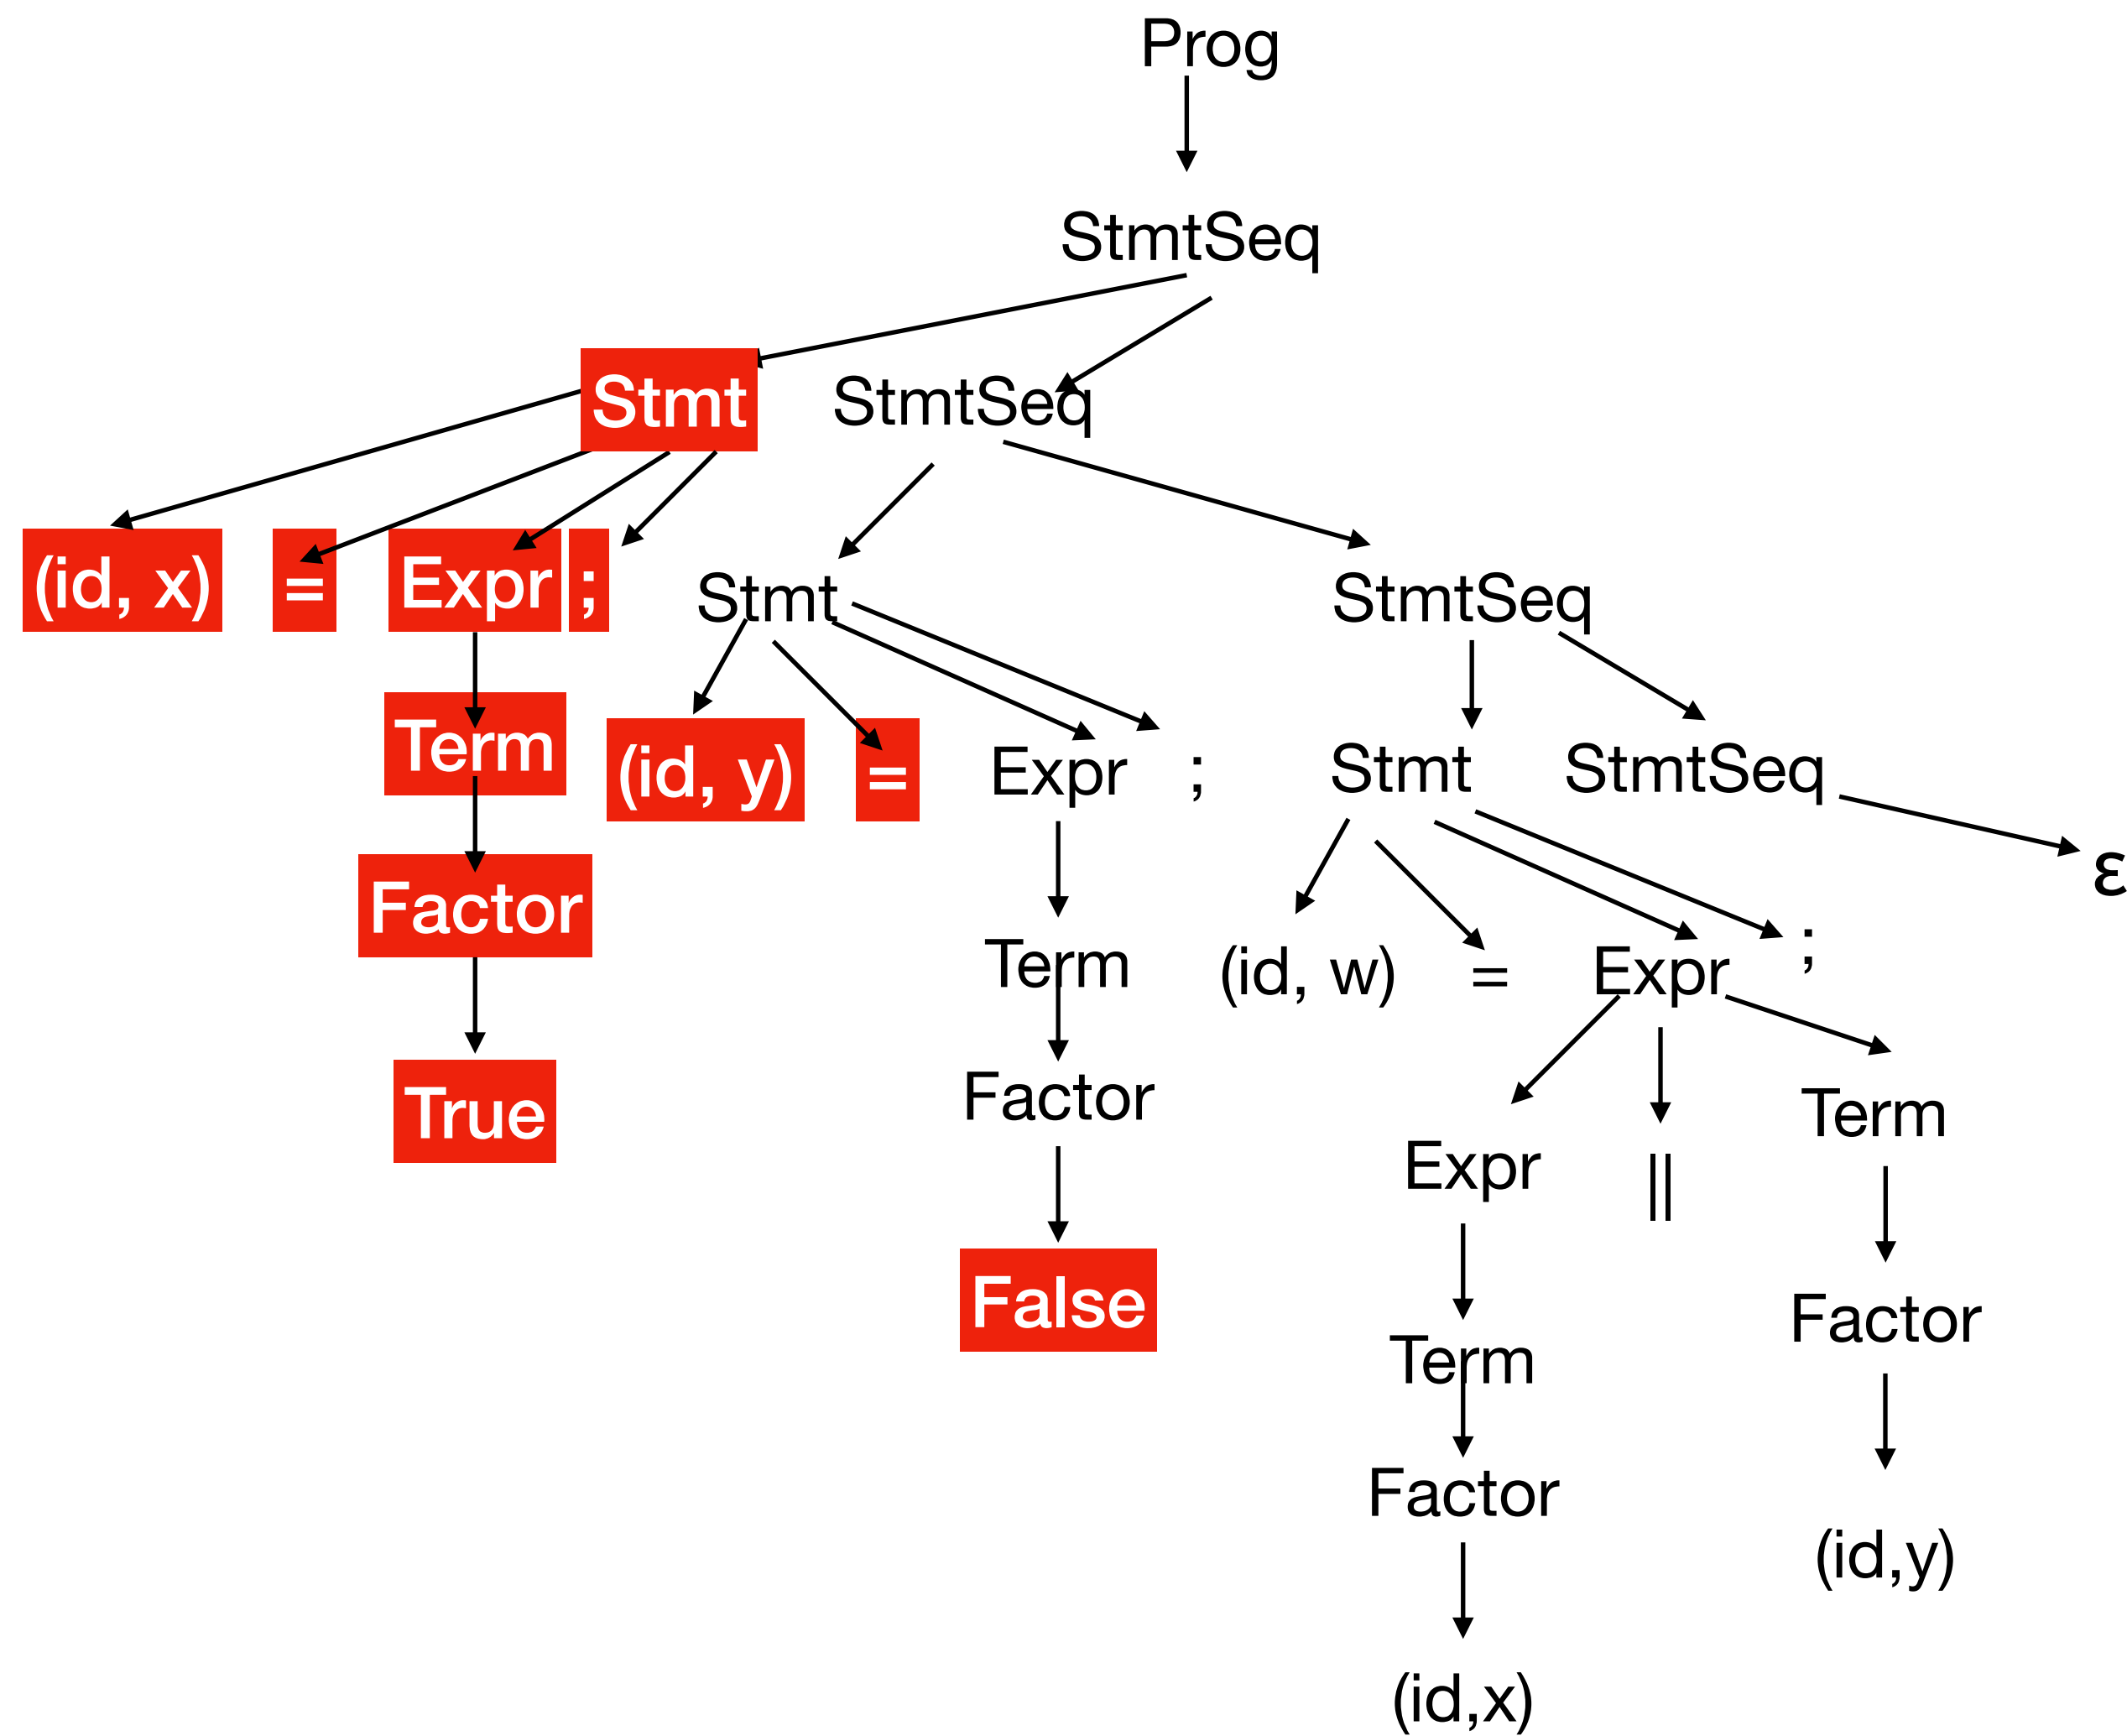 Prog
StmtSeq
Stmt StmtSeq
(id, x) = Expr ; Stmt StmtSeq
Term (id, y) = Expr ; Stmt StmtSeq
Factor ε
Term (id, w) = Expr ;
True Factor Expr || Term
False Term Factor
Factor (id,y)
(id,x)